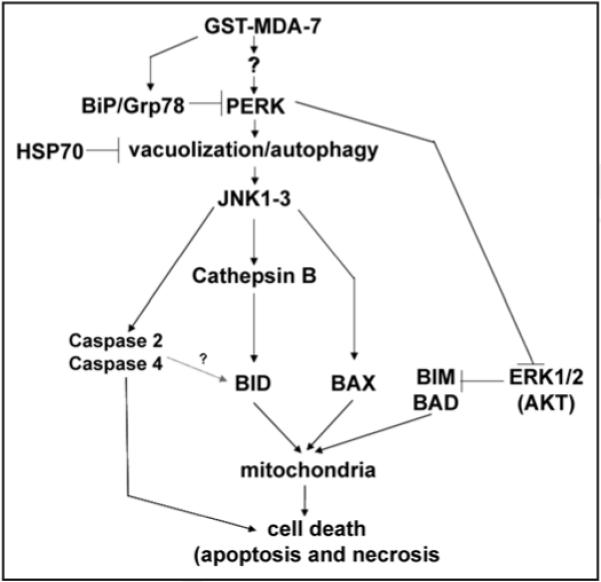 GST-MDA-7
?
BiP/Grp78 PERK
HSP70 vacuolization/autophagy
JNK1-3
Cathepsin B
Caspase 2
Caspase 4 ?
BID BAX BIM ERK1/2
BAD (AKT)
mitochondria
cell death
(apoptosis and necrosis